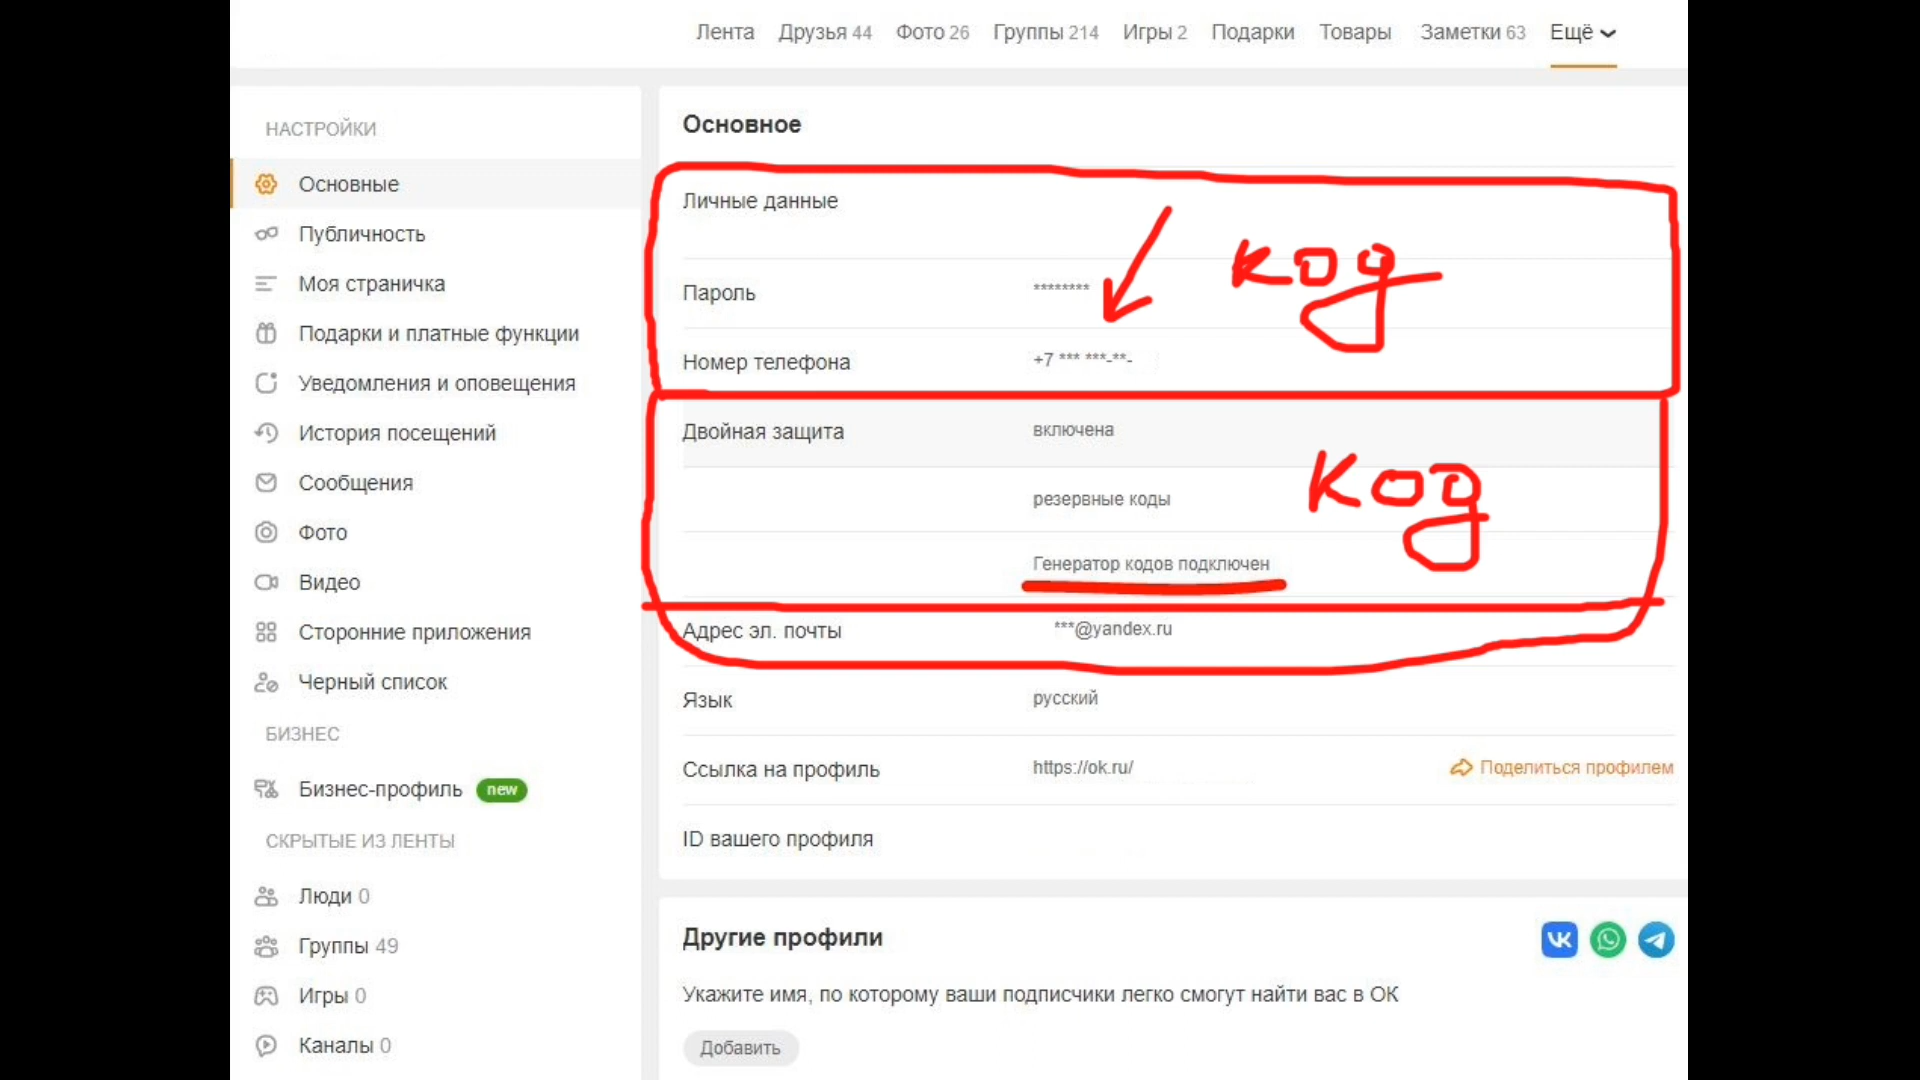 Лента Друзья 44 Фото 26 Группы 214 Игры 2 Подарки Товары Заметки 63 Ещё
НАСТРОЙКИ
Основные
Публичность
Моя страничка
Подарки и платные функции
Уведомления и оповещения
История посещений
Сообщения
Фото
Видео
Сторонние приложения
Черный список
БИЗНЕС
Бизнес-профиль new
СКРЫТЫЕ ИЗ ЛЕНТЫ
Люди 0
Группы 49
Игры 0
Каналы 0
Основное
Личные данные
код
Пароль ********
Номер телефона +7 *** ***-**-
Двойная защита включена
резервные коды
код
Генератор кодов подключен
Адрес эл. почты ***@yandex.ru
Язык русский
Ссылка на профиль https://ok.ru/ Поделиться профилем
ID вашего профиля
Другие профили
Укажите имя, по которому ваши подписчики легко смогут найти вас в ОК
Добавить